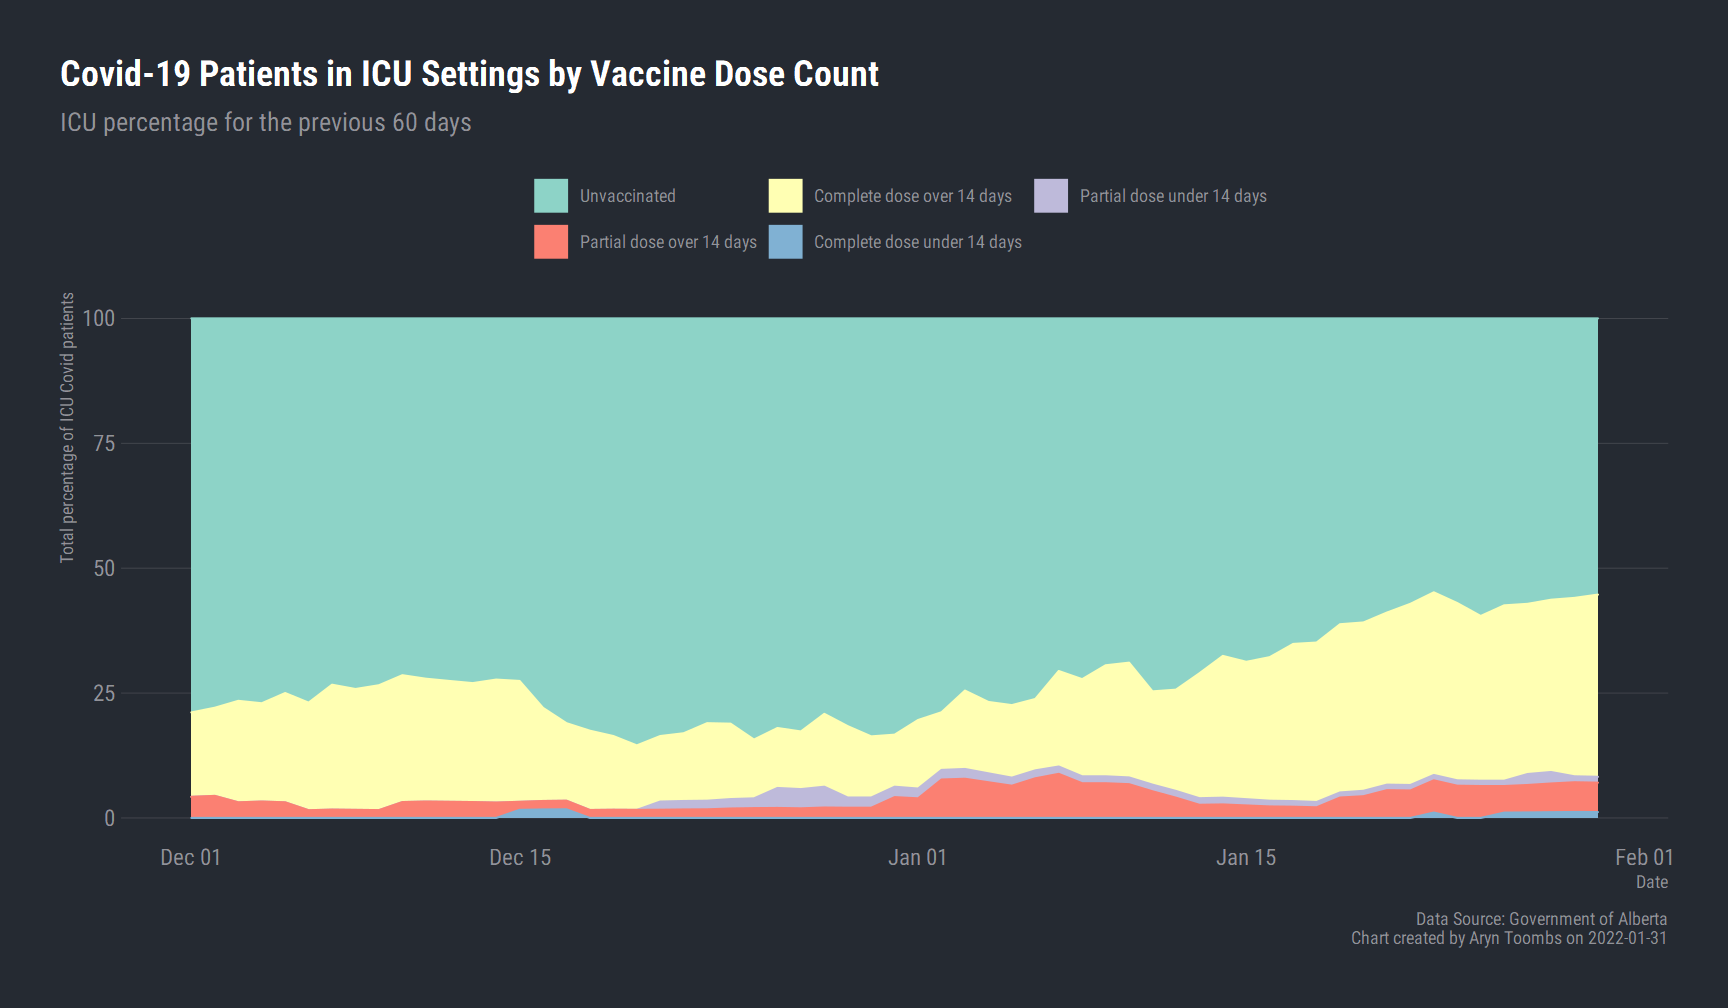 Covid-19 Patients in ICU Settings by Vaccine Dose Count
ICU percentage for the previous 60 days
Unvaccinated
Complete dose over 14 days
Partial dose under 14 days
Partial dose over 14 days
Complete dose under 14 days
Total percentage of ICU Covid patients
100
75
50
25
0
Dec 01
Dec 15
Jan 01
Jan 15
Feb 01
Date
Data Source: Government of Alberta
Chart created by Aryn Toombs on 2022-01-31